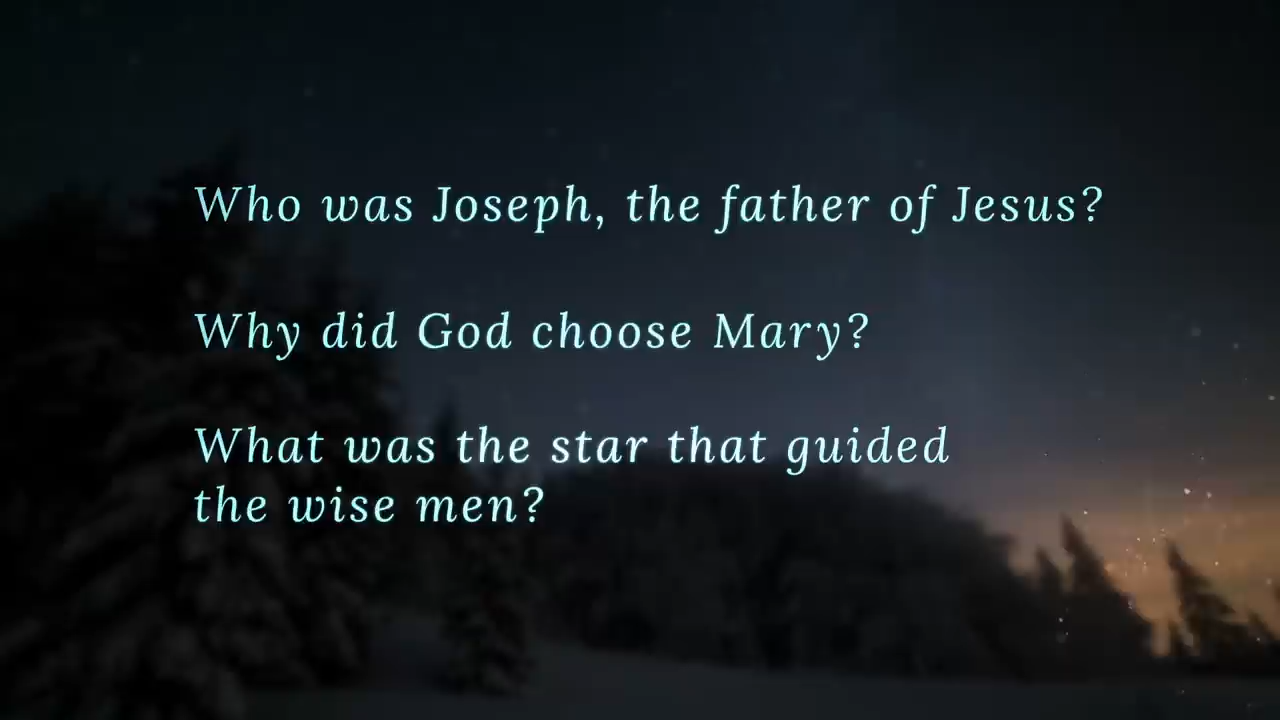 Who was Joseph, the father of Jesus?
Why did God choose Mary?
What was the star that guided
the wise men?